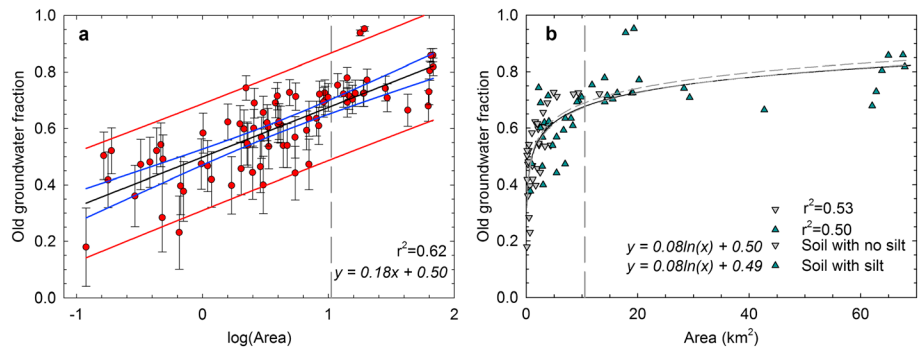 a
Old groundwater fraction
1.0
0.8
0.6
0.4
0.2
0.0
r²=0.62
y = 0.18x + 0.50
-1 0 1 2
log(Area)
b
Old groundwater fraction
1.0
0.8
0.6
0.4
0.2
0.0
r²=0.53
r²=0.50
y = 0.08ln(x) + 0.50 Soil with no silt
y = 0.08ln(x) + 0.49 Soil with silt
0 20 40 60
Area (km²)